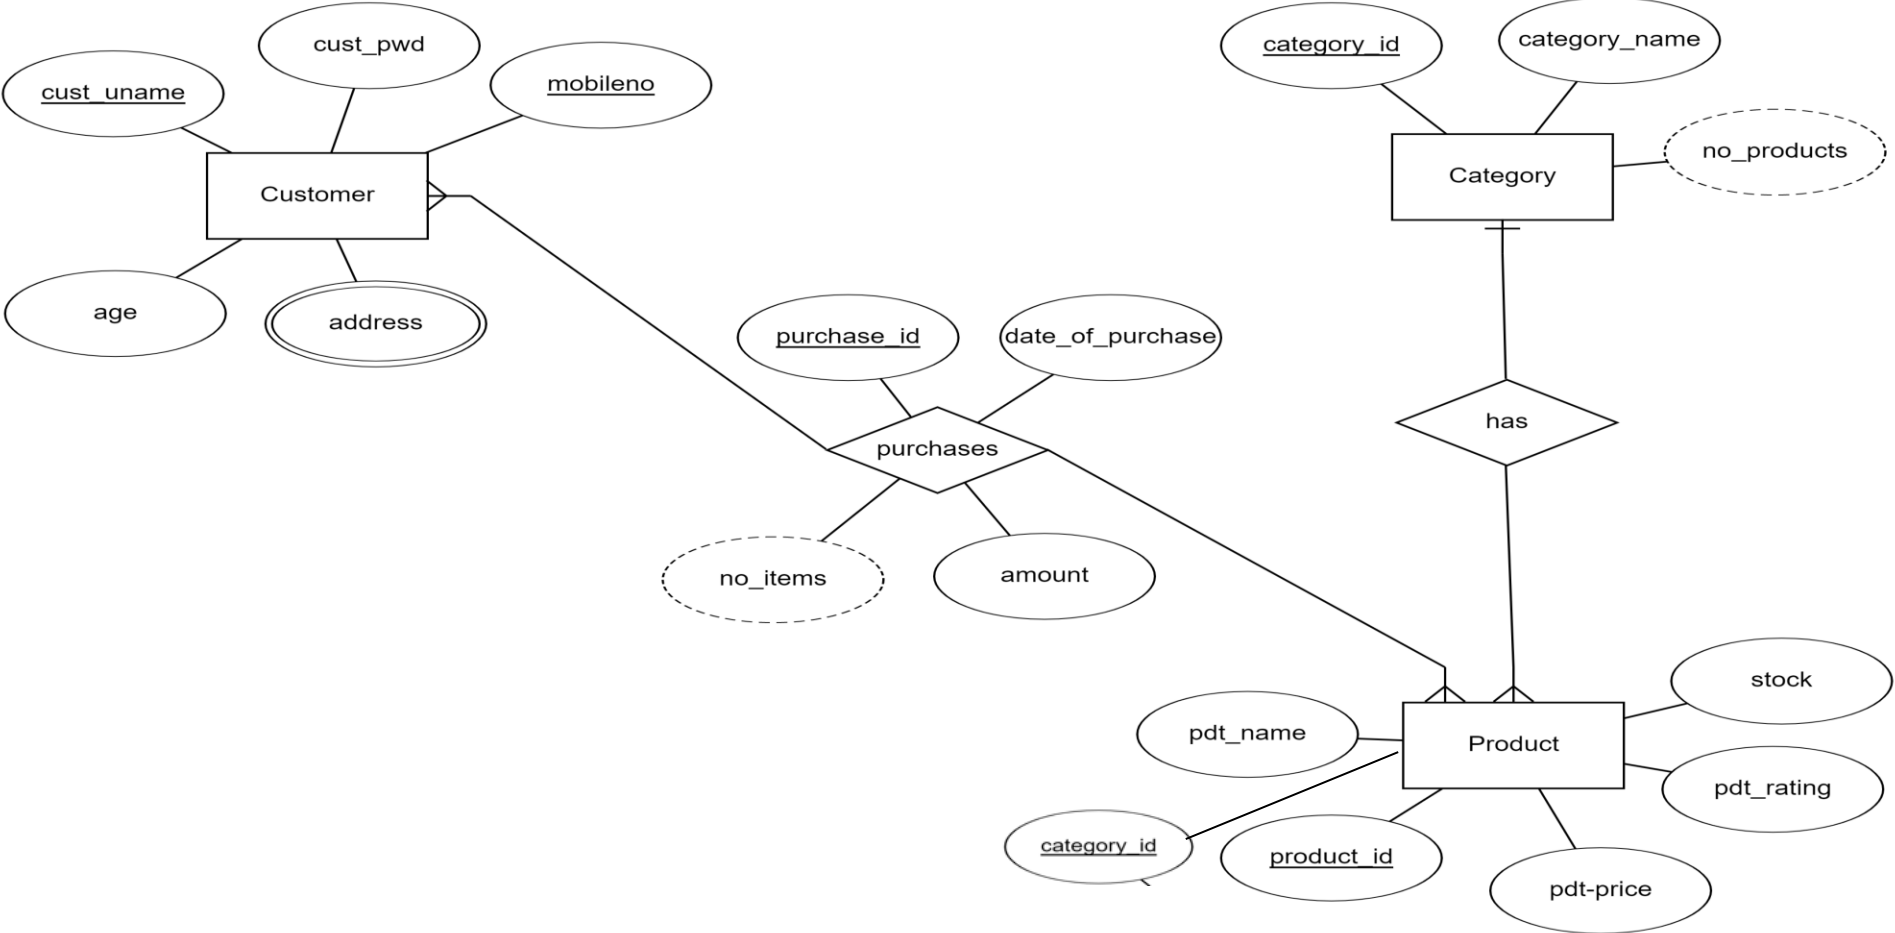 cust_pwd
category_id
category_name
cust_uname
mobileno
no_products
Customer
Category
age
address
purchase_id
date_of_purchase
has
purchases
no_items
amount
stock
pdt_name
Product
pdt_rating
category_id
product_id
pdt-price